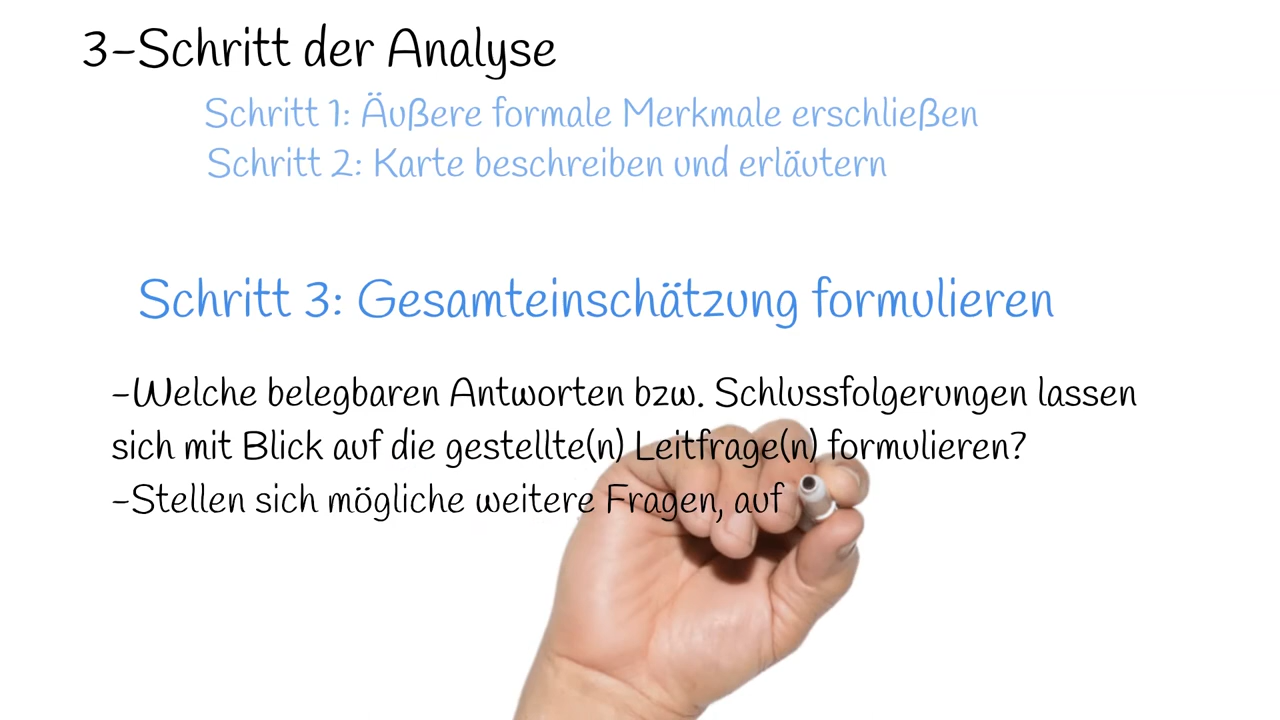 3-Schritt der Analyse
Schritt 1: Äußere formale Merkmale erschließen
Schritt 2: Karte beschreiben und erläutern
Schritt 3: Gesamteinschätzung formulieren
-Welche belegbaren Antworten bzw. Schlussfolgerungen lassen
sich mit Blick auf die gestellte(n) Leitfrage(n) formulieren?
-Stellen sich mögliche weitere Fragen, auf